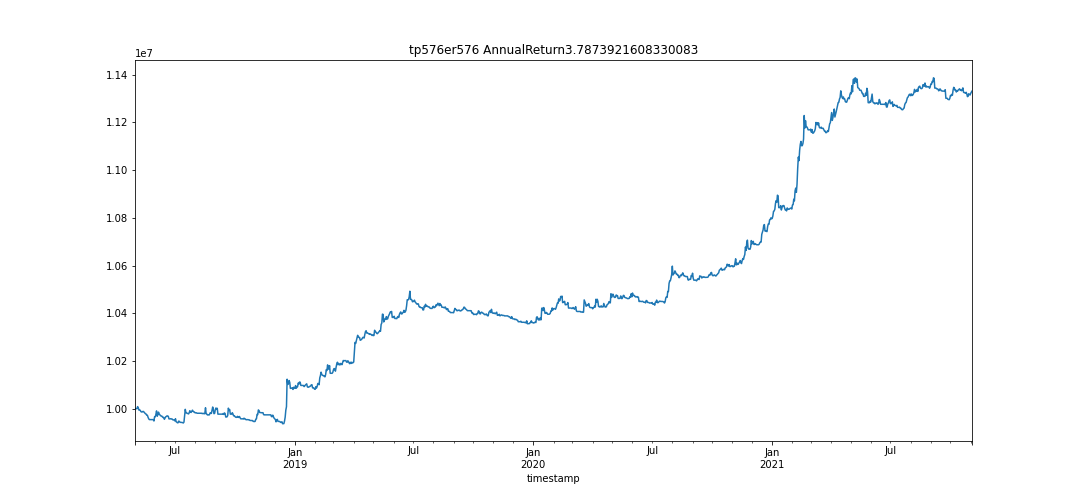 tp576er576 AnnualReturn3.7873921608330083
1e7
1.14
1.12
1.10
1.08
1.06
1.04
1.02
1.00
Jul Jan Jul Jan Jul Jan Jul
2019 2020 2021
timestamp